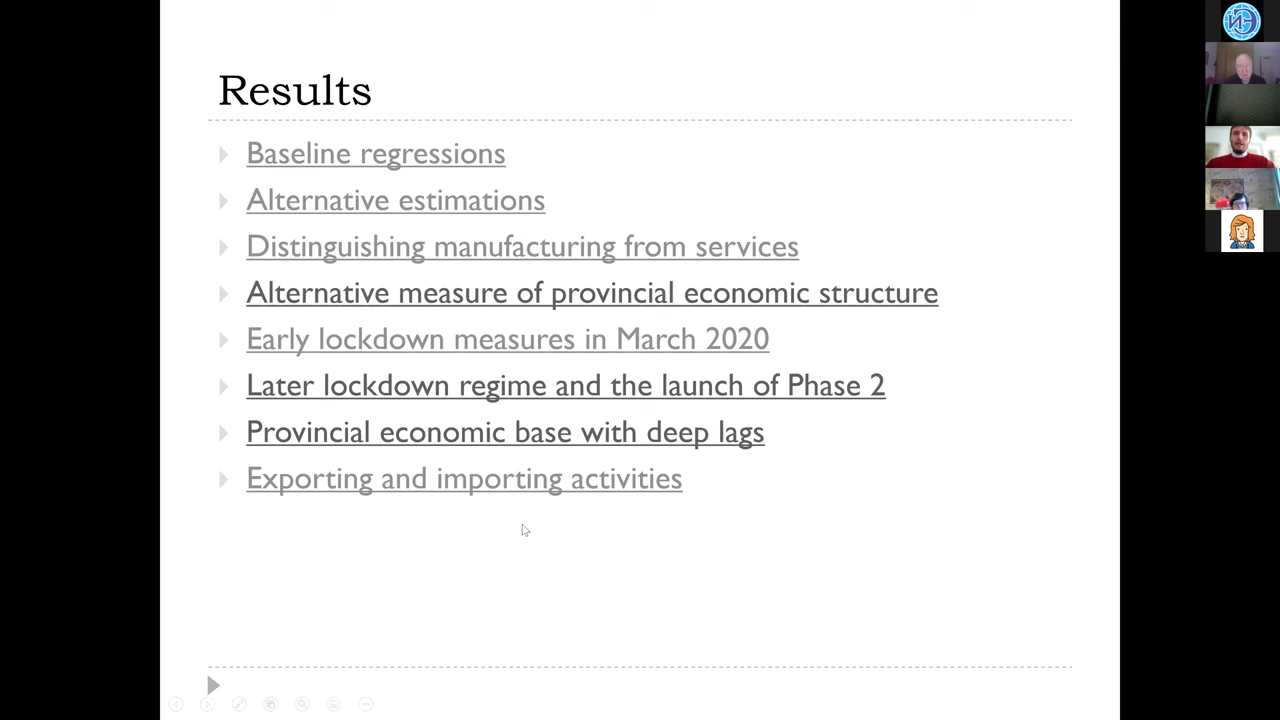 Results
Baseline regressions
Alternative estimations
Distinguishing manufacturing from services
Alternative measure of provincial economic structure
Early lockdown measures in March 2020
Later lockdown regime and the launch of Phase 2
Provincial economic base with deep lags
Exporting and importing activities